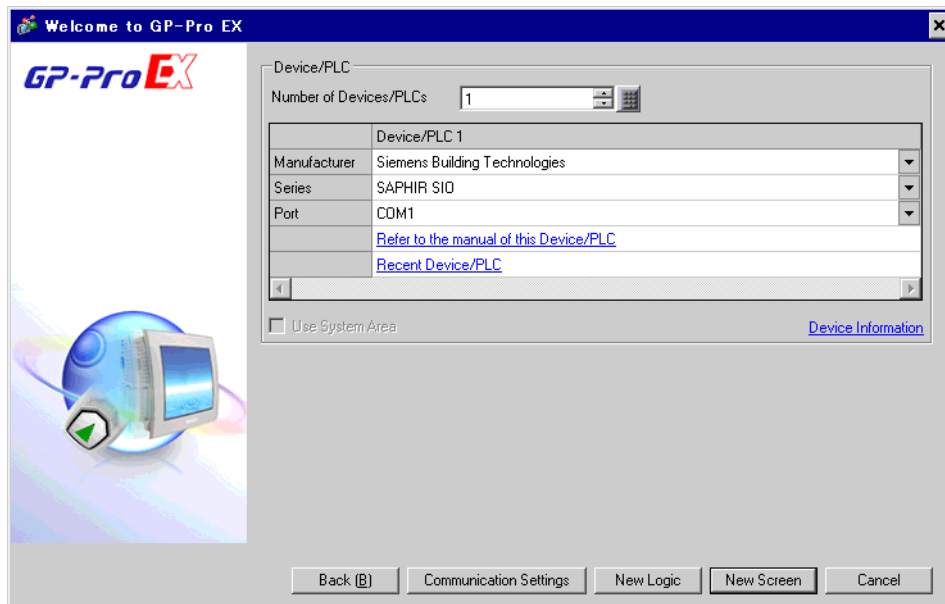 Welcome to GP-Pro EX
GP-Pro EX
Device/PLC
Number of Devices/PLCs 1
Device/PLC 1
Manufacturer Siemens Building Technologies
Series SAPHIR SIO
Port COM1
Refer to the manual of this Device/PLC
Recent Device/PLC
Use System Area Device Information
Back (B) Communication Settings New Logic New Screen Cancel